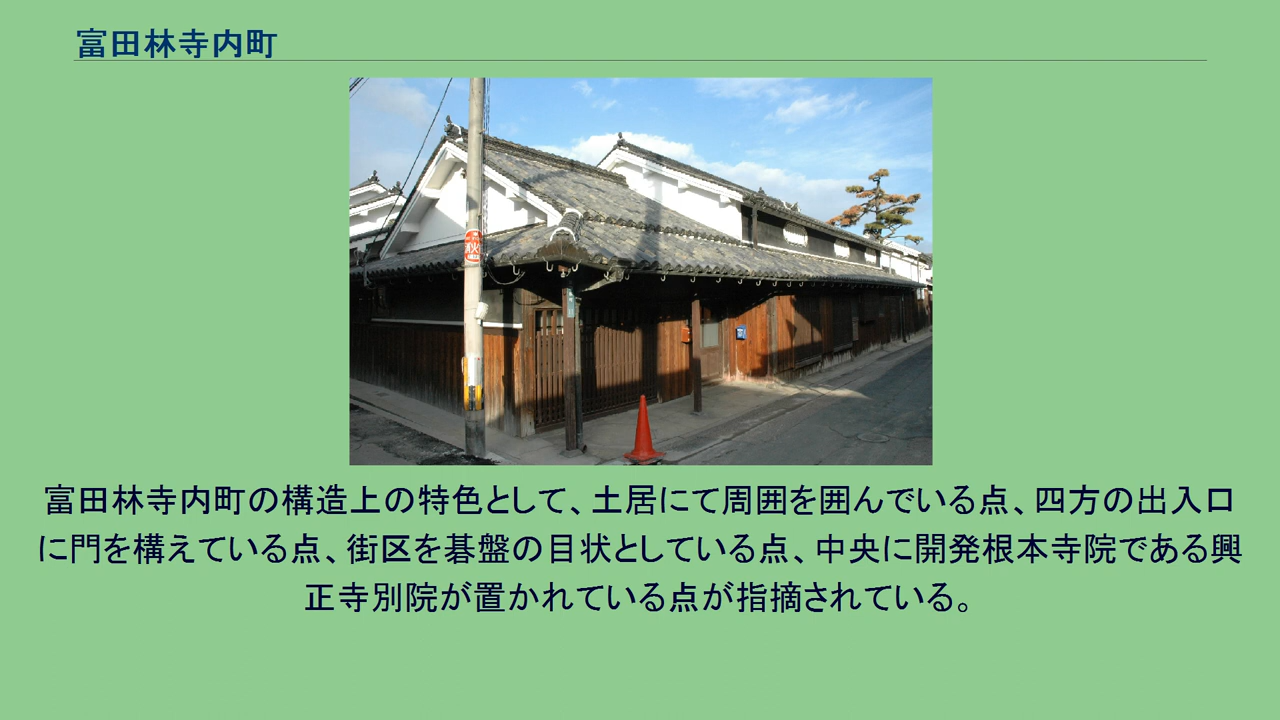 富田林寺内町
富田林寺内町の構造上の特色として、土居にて周囲を囲んでいる点、四方の出入口
に門を構えている点、街区を碁盤の目状としている点、中央に開発根本寺院である興
正寺別院が置かれている点が指摘されている。